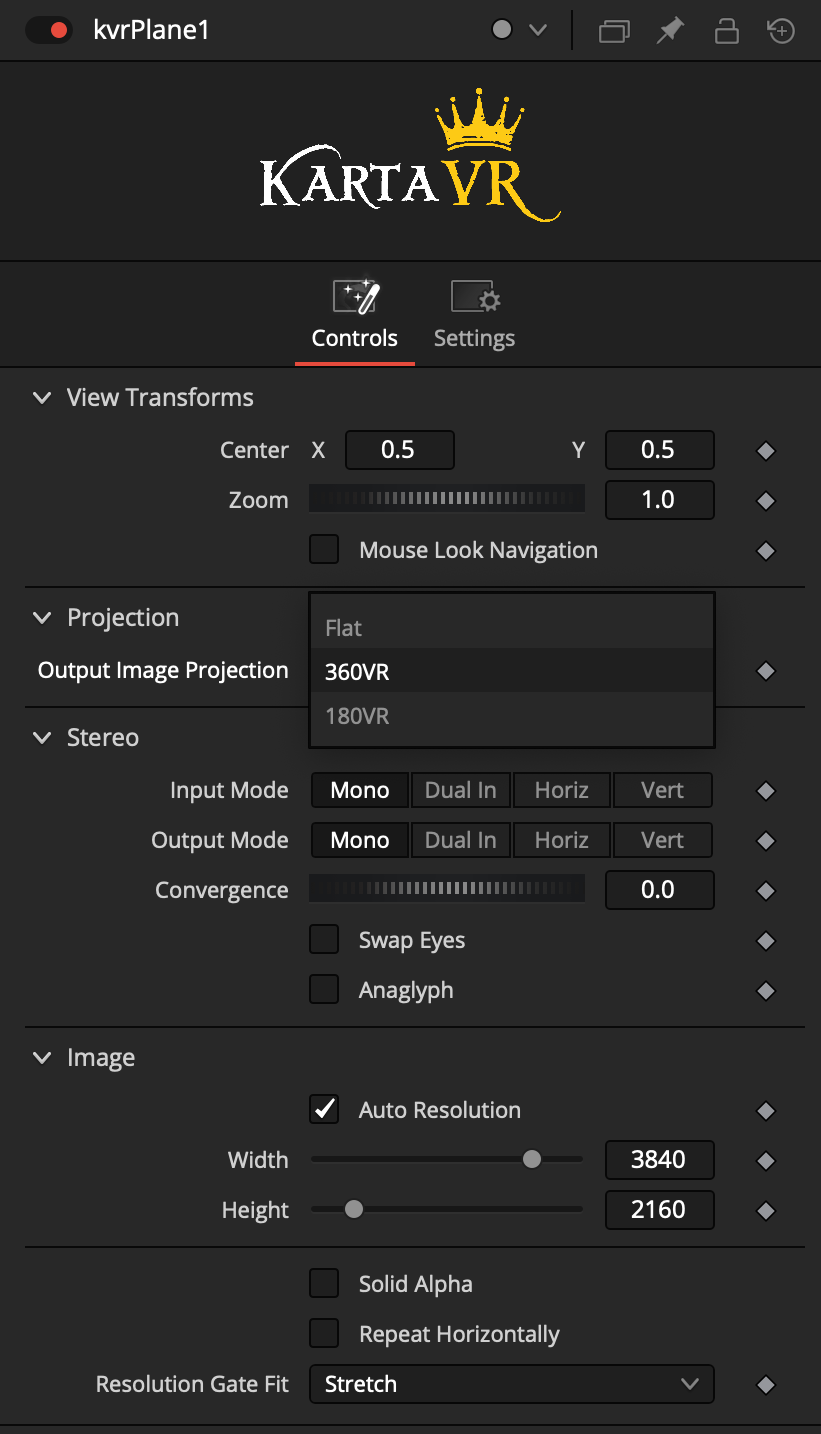 kvrPlane1
KARTAVR
Controls Settings
View Transforms
Center X 0.5 Y 0.5
Zoom 1.0
Mouse Look Navigation
Projection
Flat
Output Image Projection 360VR
180VR
Stereo
Input Mode Mono Dual In Horiz Vert
Output Mode Mono Dual In Horiz Vert
Convergence 0.0
Swap Eyes
Anaglyph
Image
Auto Resolution
Width 3840
Height 2160
Solid Alpha
Repeat Horizontally
Resolution Gate Fit Stretch